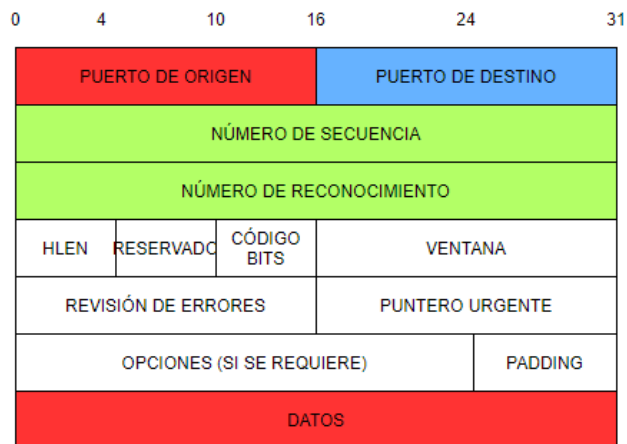 0 4 10 16 24 31
PUERTO DE ORIGEN PUERTO DE DESTINO
NÚMERO DE SECUENCIA
NÚMERO DE RECONOCIMIENTO
HLEN RESERVADO CÓDIGO BITS VENTANA
REVISIÓN DE ERRORES PUNTERO URGENTE
OPCIONES (SI SE REQUIERE) PADDING
DATOS